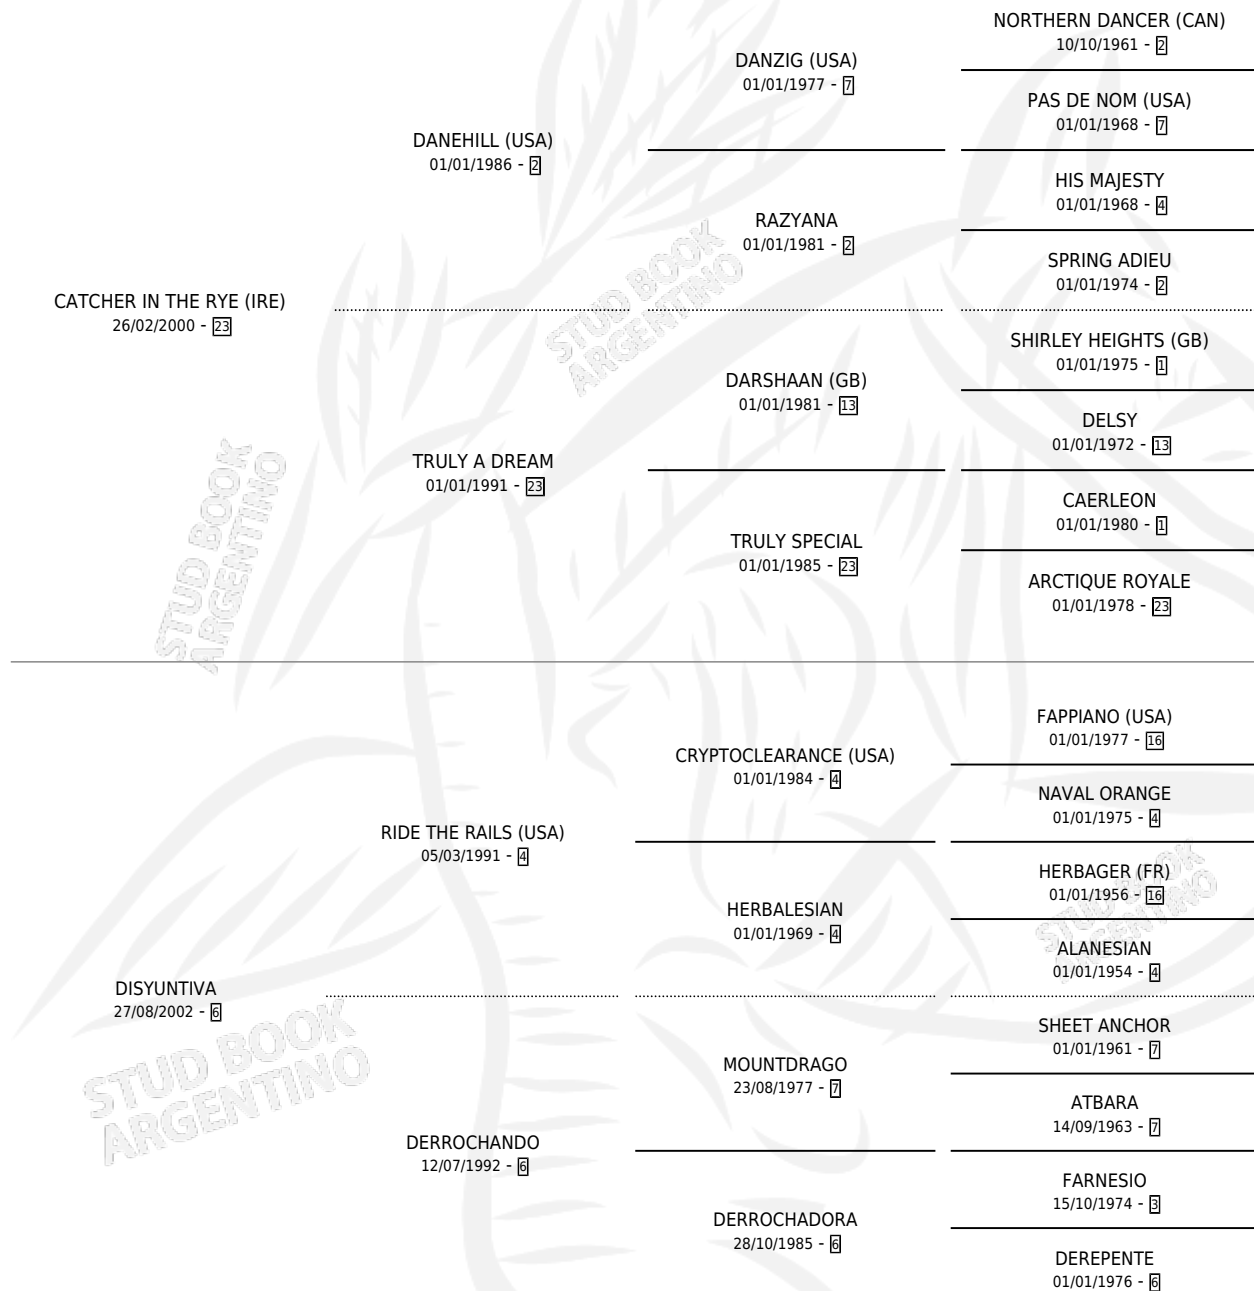 NORTHERN DANCER (CAN)
10/10/1961 - 2
DANZIG (USA)
01/01/1977 - 7
PAS DE NOM (USA)
01/01/1968 - 7
DANEHILL (USA)
01/01/1986 - 2
HIS MAJESTY
01/01/1968 - 4
RAZYANA
01/01/1981 - 2
SPRING ADIEU
01/01/1974 - 2
CATCHER IN THE RYE (IRE)
26/02/2000 - 23
SHIRLEY HEIGHTS (GB)
01/01/1975 - 1
DARSHAAN (GB)
01/01/1981 - 13
DELSY
01/01/1972 - 13
TRULY A DREAM
01/01/1991 - 23
CAERLEON
01/01/1980 - 1
TRULY SPECIAL
01/01/1985 - 23
ARCTIQUE ROYALE
01/01/1978 - 23
FAPPIANO (USA)
01/01/1977 - 16
CRYPTOCLEARANCE (USA)
01/01/1984 - 4
NAVAL ORANGE
01/01/1975 - 4
RIDE THE RAILS (USA)
05/03/1991 - 4
HERBAGER (FR)
01/01/1956 - 16
HERBALESIAN
01/01/1969 - 4
ALANESIAN
01/01/1954 - 4
DISYUNTIVA
27/08/2002 - 6
SHEET ANCHOR
01/01/1961 - 7
MOUNTDRAGO
23/08/1977 - 7
ATBARA
14/09/1963 - 7
DERROCHANDO
12/07/1992 - 6
FARNESIO
15/10/1974 - 3
DERROCHADORA
28/10/1985 - 6
DEREPENTE
01/01/1976 - 6
STUD BOOK
ARGENTINO
STUD BOOK
ARGENTINO
STUD BOOK
ARGENTINO
STUD BOOK
ARGENTINO